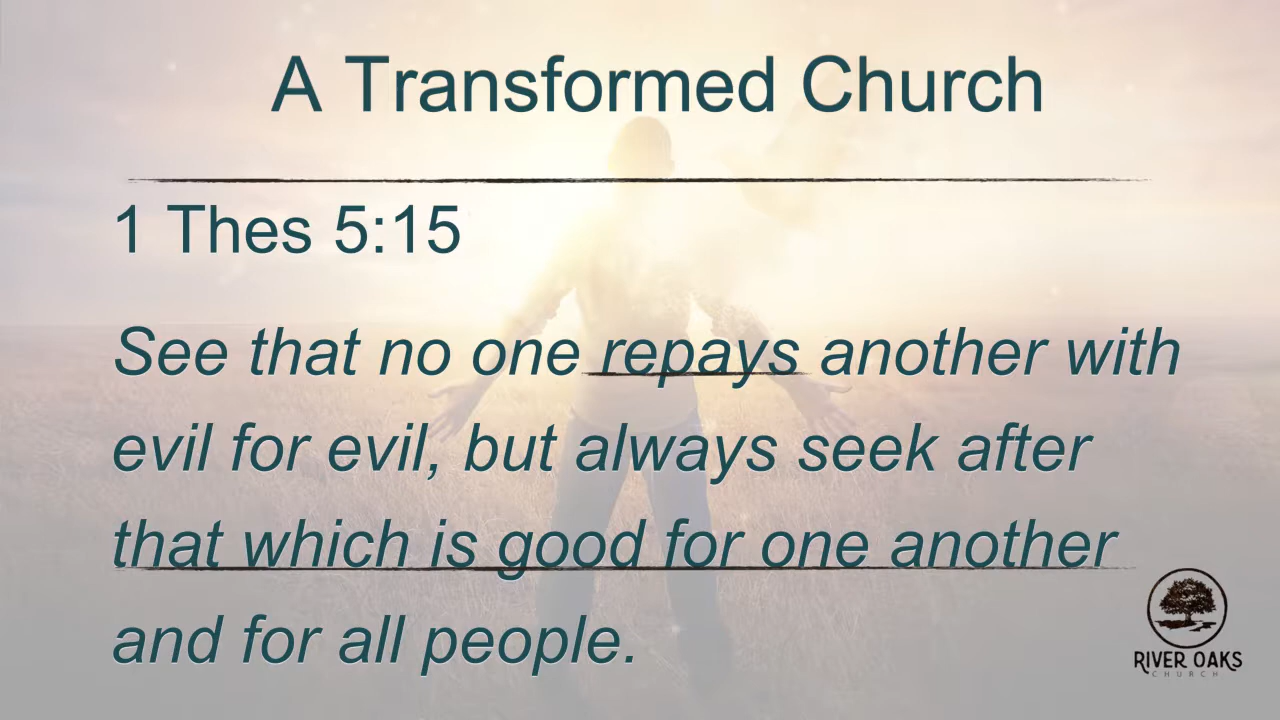 A Transformed Church
1 Thes 5:15
See that no one repays another with
evil for evil, but always seek after
that which is good for one another
and for all people.
RIVER OAKS
CHURCH